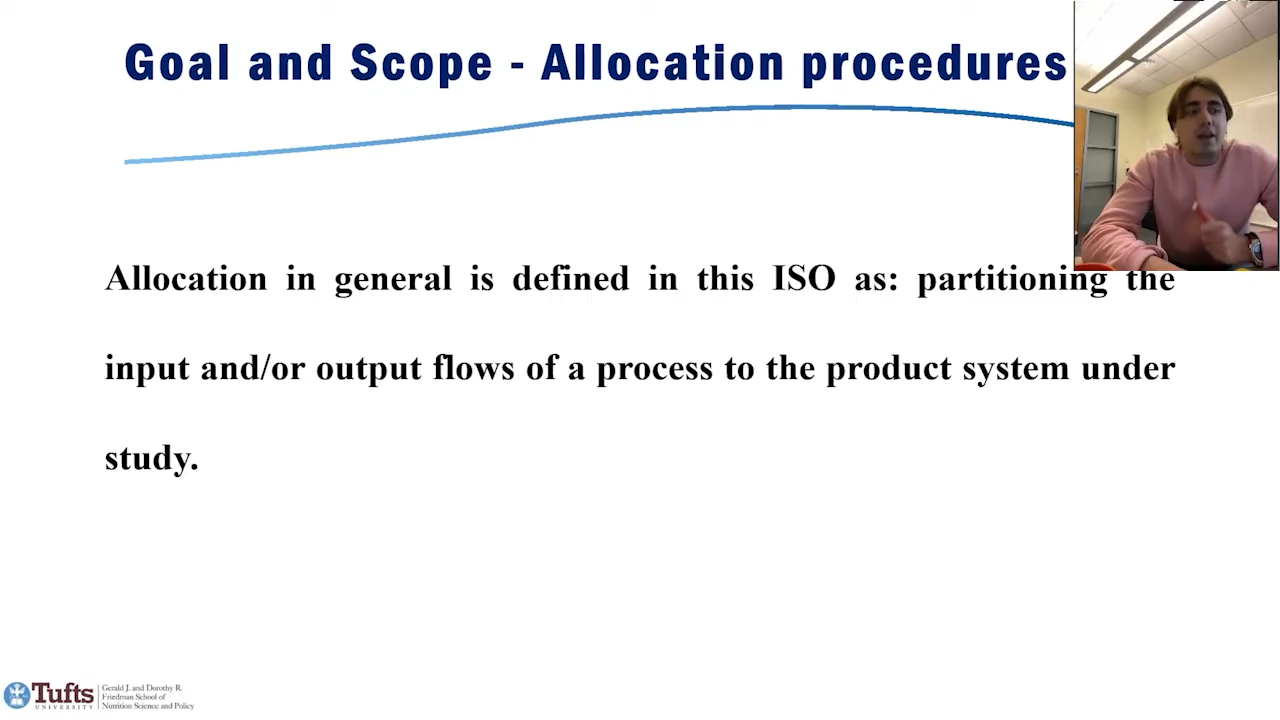 Goal and Scope - Allocation procedures
Allocation in general is defined in this ISO as: partitioning the
input and/or output flows of a process to the product system under
study.
Tufts
UNIVERSITY
Gerald J. and Dorothy R.
Friedman School of
Nutrition Science and Policy